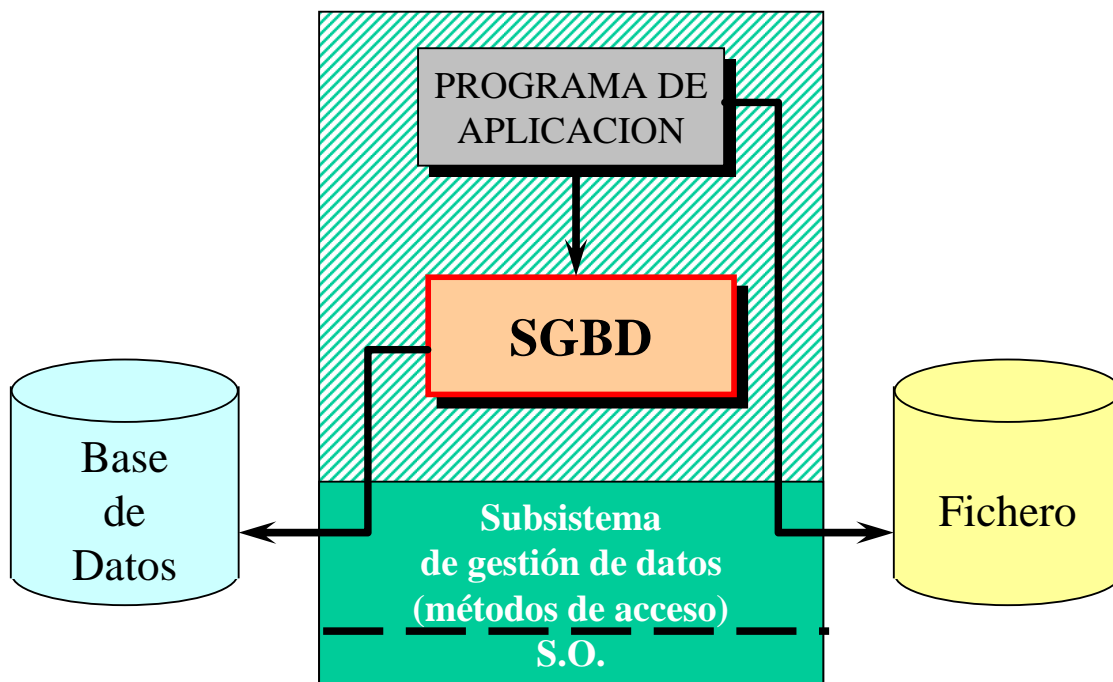 PROGRAMA DE
APLICACION
SGBD
Base
de
Datos
Subsistema
de gestión de datos
(métodos de acceso)
S.O.
Fichero